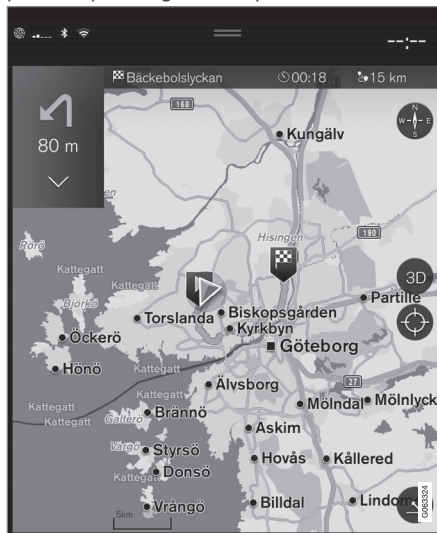 --:--
Bäckebolslyckan 00:18 15 km
80 m
168
Kungälv
W E
S
190
Hisingen
Rörö
Kattegatt
Kattegatt
3D
Björkö
Partille
Torslanda
Biskopsgården
Kyrkbyn
Öckerö
Göteborg
Hönö
Kattegatt
27
Älvsborg
Kattegatt
Mölndal
Mölnlyck
Brännö
Kattegatt
Galterö
Askim
Vargö
Styrsö
Hovås
Kållered
Donsö
Vrångö
Billdal
5km
G063324